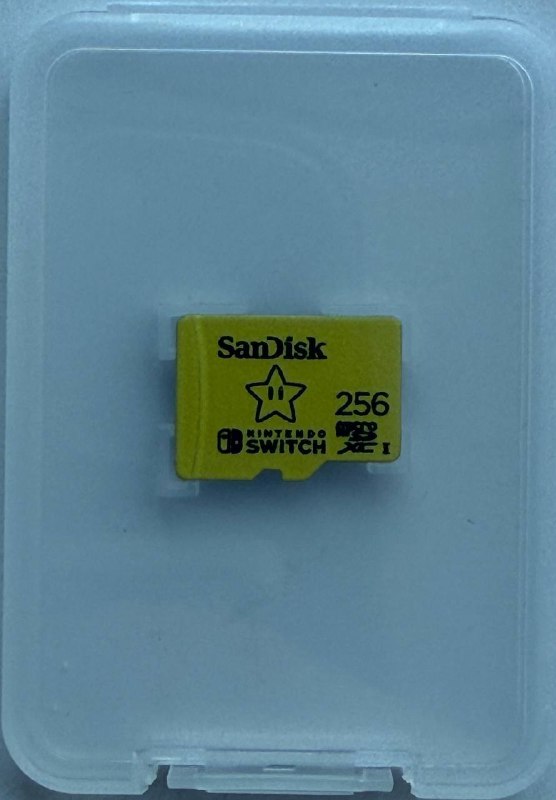 SanDisk
256
NINTENDO
SWITCH
micro
SD
XC I